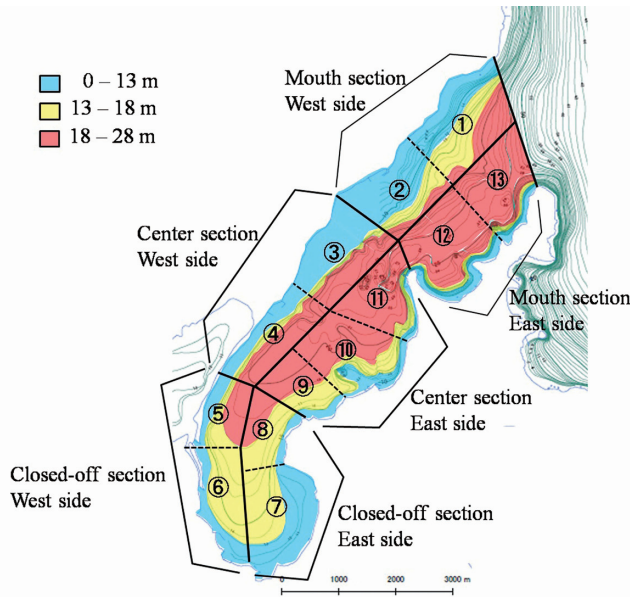 0 – 13 m
13 – 18 m
18 – 28 m
Mouth section
West side
①
②
⑬
⑫
Center section
West side
③
④
⑪
⑩
⑨
Mouth section
East side
Center section
East side
⑤
⑧
⑥
⑦
Closed-off section
West side
Closed-off section
East side
0 1000 2000 3000 m